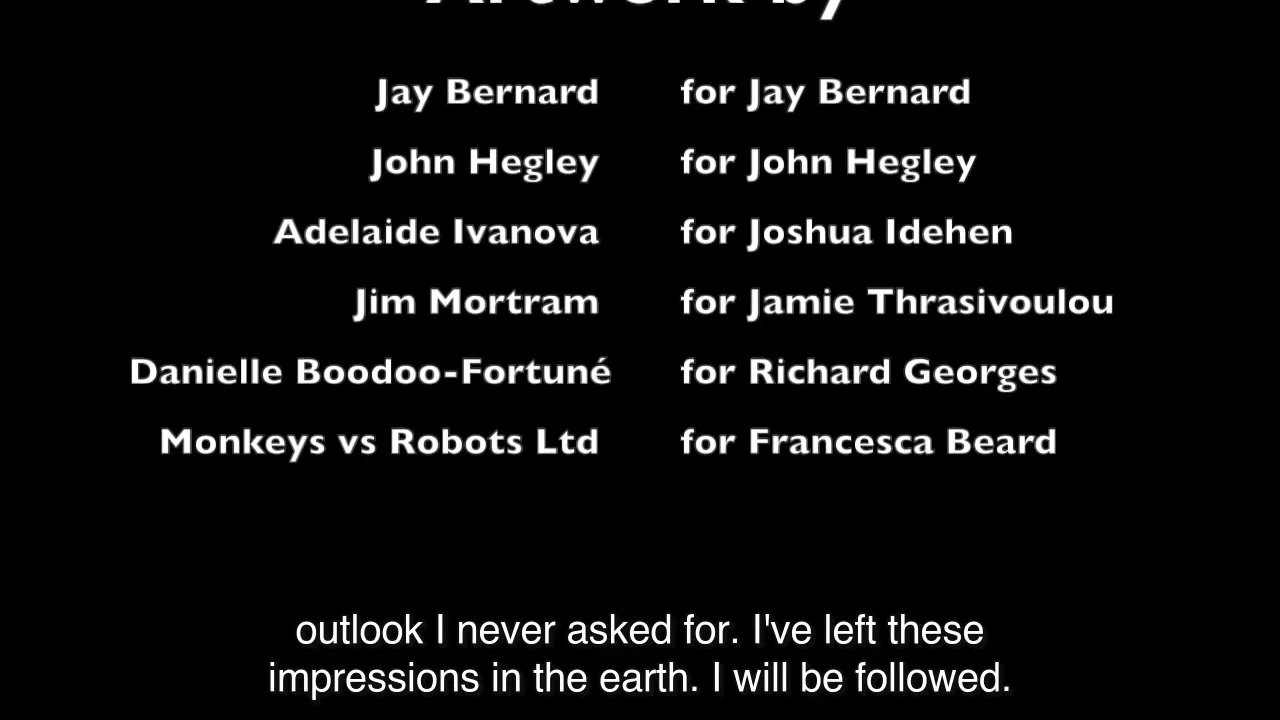 Artwork by
Jay Bernard for Jay Bernard
John Hegley for John Hegley
Adelaide Ivanova for Joshua Idehen
Jim Mortram for Jamie Thrasivoulou
Danielle Boodoo-Fortuné for Richard Georges
Monkeys vs Robots Ltd for Francesca Beard
outlook I never asked for. I've left these
impressions in the earth. I will be followed.